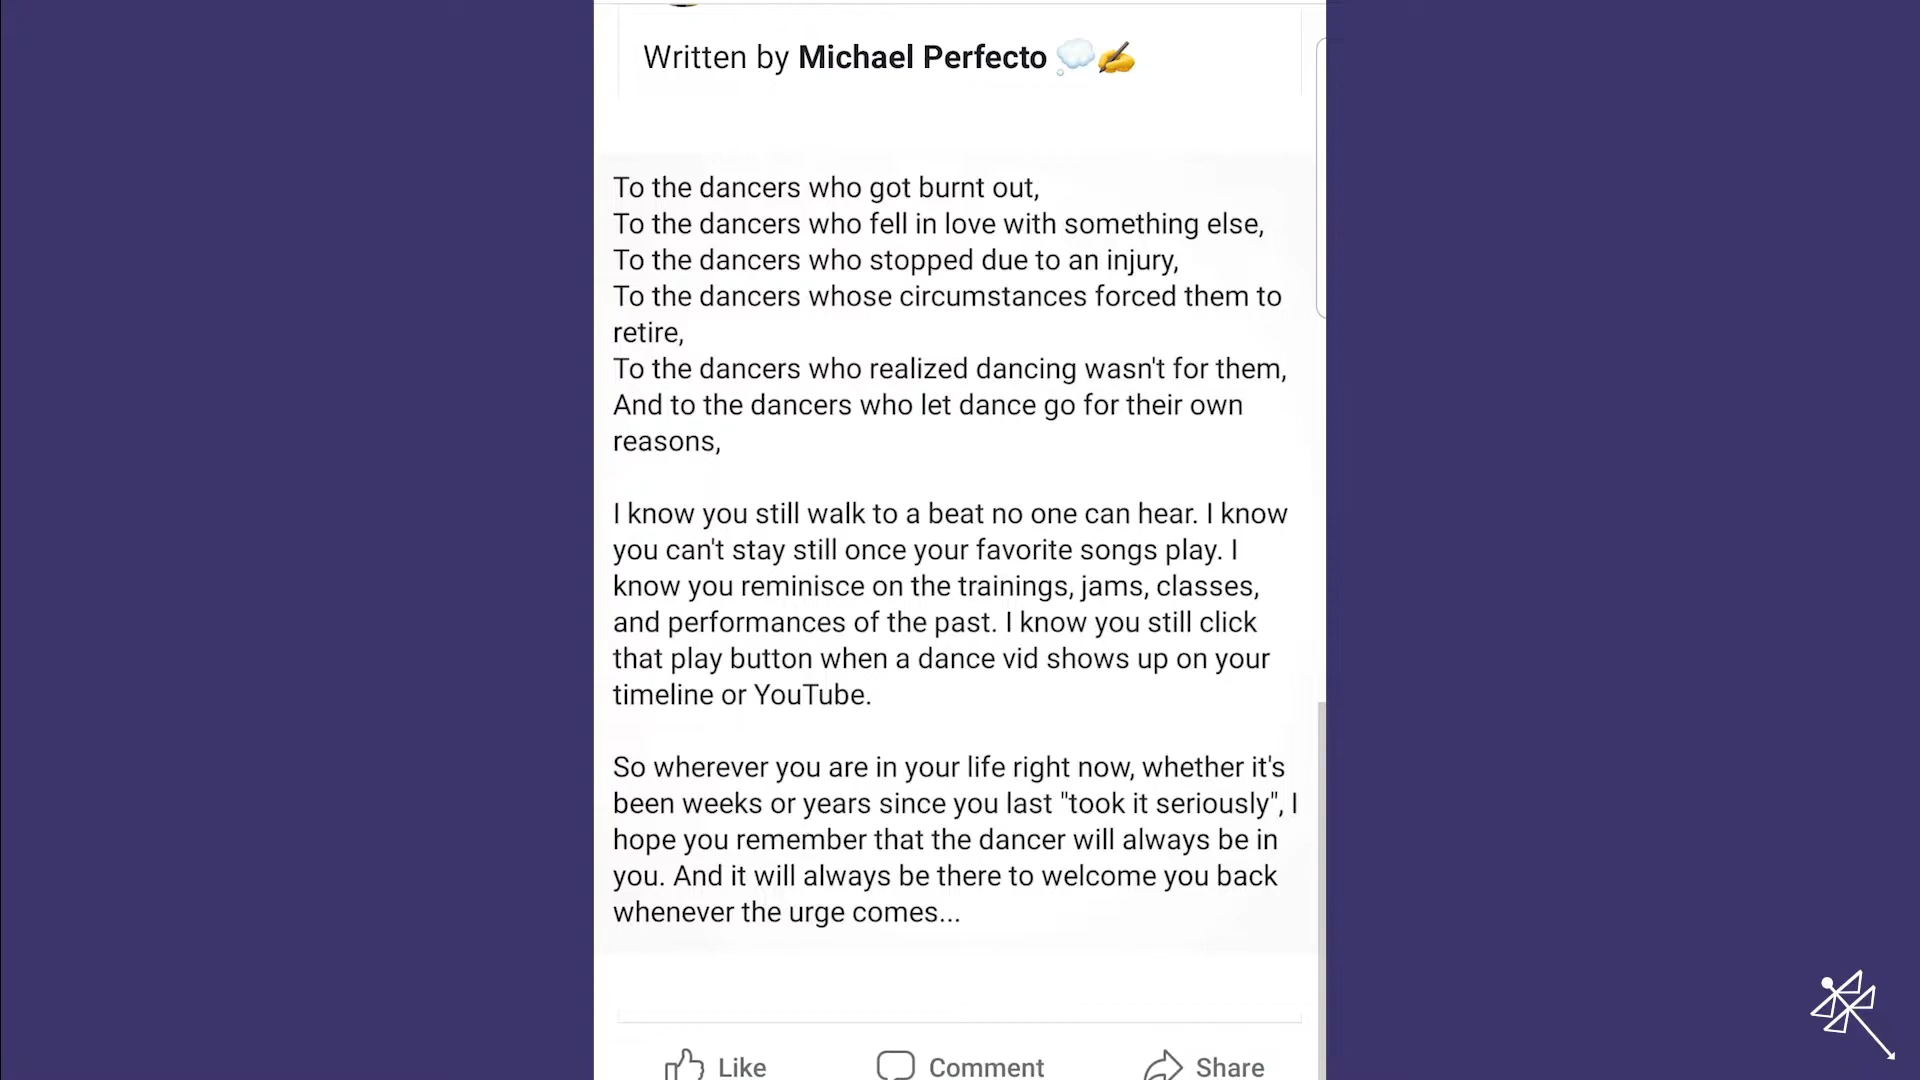 Written by Michael Perfecto 💭✍️
To the dancers who got burnt out,
To the dancers who fell in love with something else,
To the dancers who stopped due to an injury,
To the dancers whose circumstances forced them to
retire,
To the dancers who realized dancing wasn't for them,
And to the dancers who let dance go for their own
reasons,
I know you still walk to a beat no one can hear. I know
you can't stay still once your favorite songs play. I
know you reminisce on the trainings, jams, classes,
and performances of the past. I know you still click
that play button when a dance vid shows up on your
timeline or YouTube.
So wherever you are in your life right now, whether it's
been weeks or years since you last "took it seriously", I
hope you remember that the dancer will always be in
you. And it will always be there to welcome you back
whenever the urge comes...
Like Comment Share